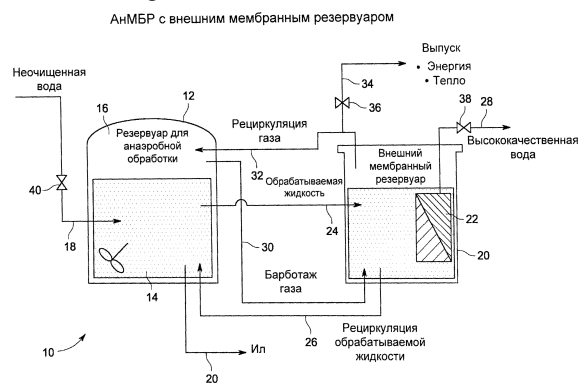 АнМБР с внешним мембранным резервуаром
Неочищенная
вода
16
12
Резервуар для
анаэробной
обработки
Рециркуляция
газа
32
34
36
Выпуск
• Энергия
• Тепло
38
28
Высококачественная
вода
Внешний
мембранный
резервуар
40
18
Обрабатываемая
жидкость
24
22
20
14
30
Барботаж
газа
26
Рециркуляция
обрабатываемой
жидкости
10
20
Ил